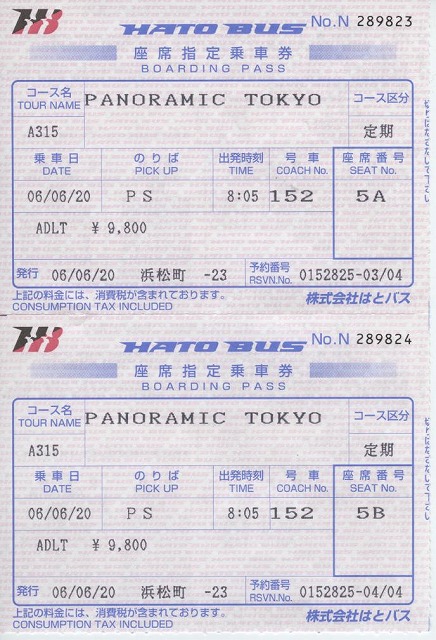 HB HATO BUS No.N 289823
座席指定乗車券
BOARDING PASS
コース名 TOUR NAME PANORAMIC TOKYO コース区分
A315 定期
乗車日 のりば 出発時刻 号車 座席番号
DATE PICK UP TIME COACH No. SEAT No.
06/06/20 PS 8:05 152 5A
ADLT ¥ 9,800
発行 06/06/20 浜松町 -23 予約番号 RSVN.No. 0152825-03/04
上記の料金には、消費税が含まれております。
CONSUMPTION TAX INCLUDED 株式会社はとバス
HB HATO BUS No.N 289824
座席指定乗車券
BOARDING PASS
コース名 TOUR NAME PANORAMIC TOKYO コース区分
A315 定期
乗車日 のりば 出発時刻 号車 座席番号
DATE PICK UP TIME COACH No. SEAT No.
06/06/20 PS 8:05 152 5B
ADLT ¥ 9,800
発行 06/06/20 浜松町 -23 予約番号 RSVN.No. 0152825-04/04
上記の料金には、消費税が含まれております。
CONSUMPTION TAX INCLUDED 株式会社はとバス